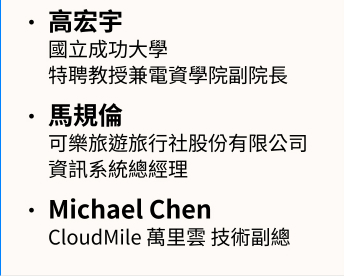 • 高宏宇
國立成功大學
特聘教授兼電資學院副院長
• 馬規倫
可樂旅遊旅行社股份有限公司
資訊系統總經理
• Michael Chen
CloudMile 萬里雲 技術副總